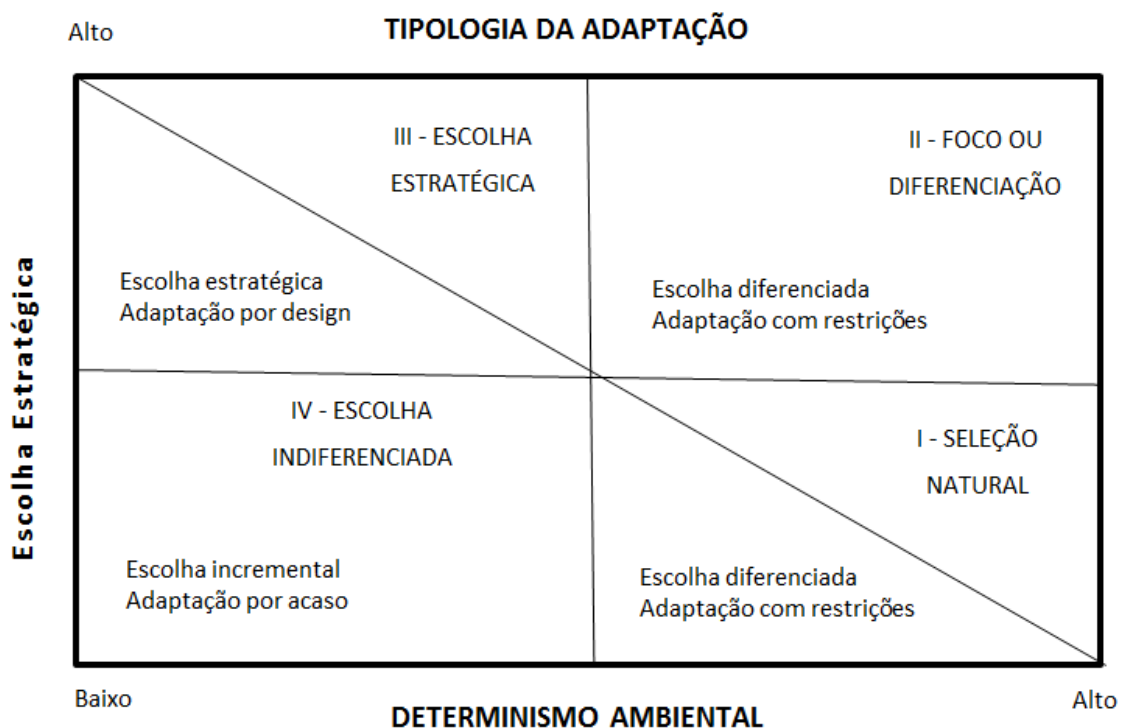 Alto
TIPOLOGIA DA ADAPTAÇÃO
III - ESCOLHA
ESTRATÉGICA
II - FOCO OU
DIFERENCIAÇÃO
Escolha Estratégica
Escolha estratégica
Adaptação por design
Escolha diferenciada
Adaptação com restrições
IV - ESCOLHA
INDIFERENCIADA
I - SELEÇÃO
NATURAL
Escolha incremental
Adaptação por acaso
Escolha diferenciada
Adaptação com restrições
Baixo
Alto
DETERMINISMO AMBIENTAL